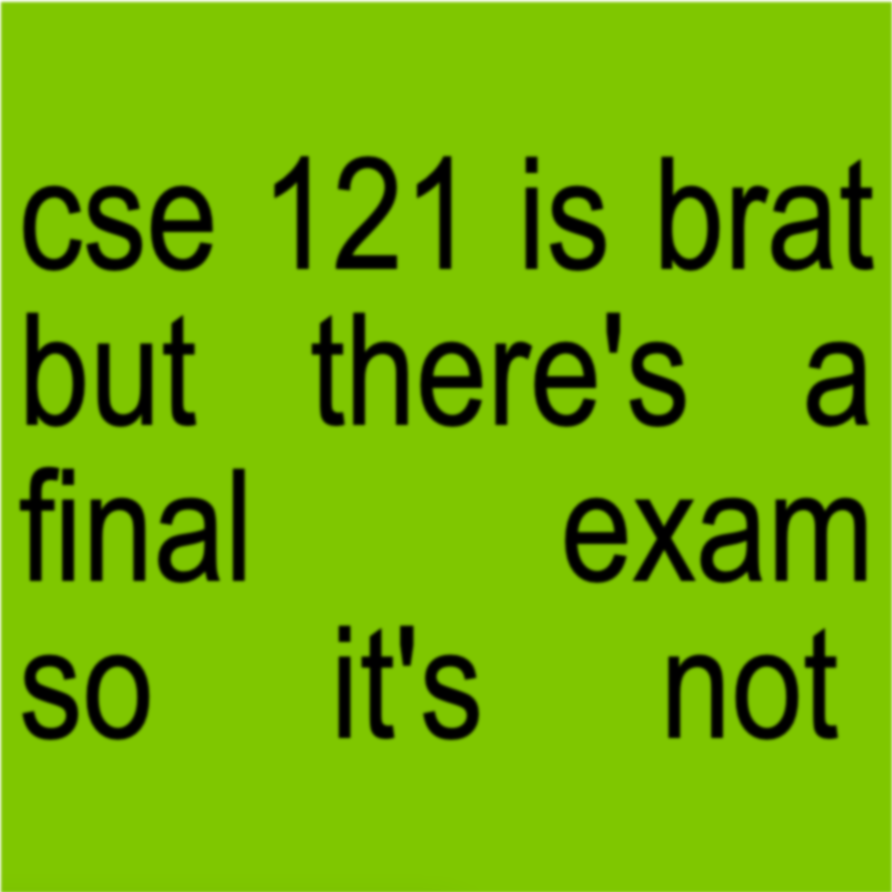 cse 121 is brat
but there's a
final exam
so it's not